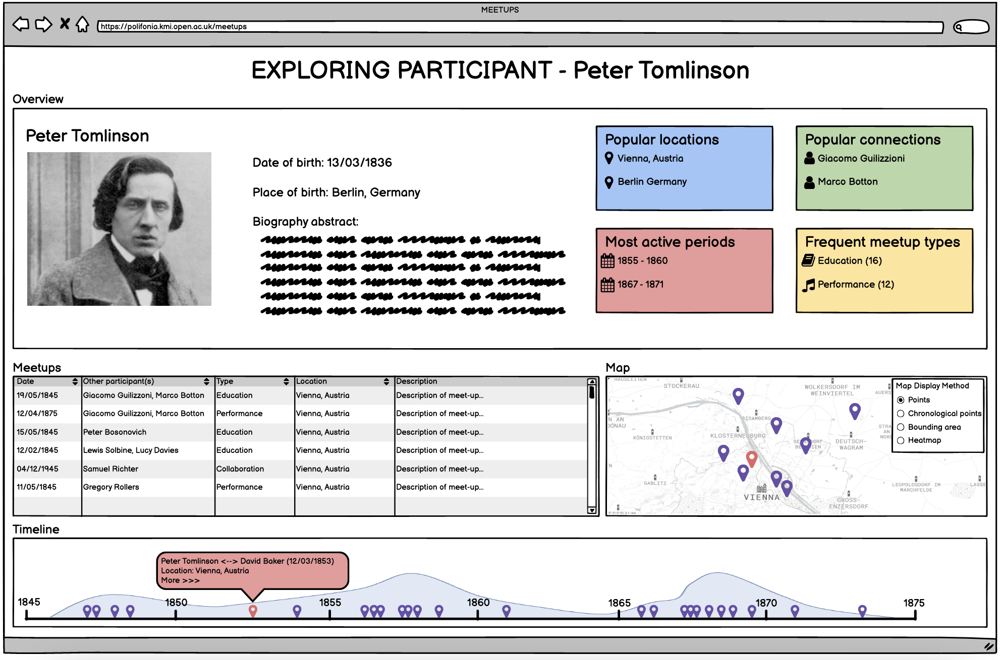 MEETUPS
https://polifonia.kmi.open.ac.uk/meetups
EXPLORING PARTICIPANT - Peter Tomlinson
Overview
Peter Tomlinson
Date of birth: 13/03/1836
Place of birth: Berlin, Germany
Biography abstract:
Popular locations
Vienna, Austria
Berlin Germany
Popular connections
Giacomo Guilizzioni
Marco Botton
Most active periods
1855 - 1860
1867 - 1871
Frequent meetup types
Education (16)
Performance (12)
Meetups
Date Other participant(s) Type Location Description
19/05/1845 Giacomo Guilizzoni, Marco Botton Education Vienna, Austria Description of meet-up...
12/04/1875 Giacomo Guilizzoni, Marco Botton Performance Vienna, Austria Description of meet-up...
15/05/1845 Peter Bosonovich Education Vienna, Austria Description of meet-up...
12/02/1845 Lewis Solbine, Lucy Davies Education Vienna, Austria Description of meet-up...
04/12/1945 Samuel Richter Collaboration Vienna, Austria Description of meet-up...
11/05/1845 Gregory Rollers Performance Vienna, Austria Description of meet-up...
Map
HAUSLEITEN
STOCKERAU
WOLKERSDORF IM
WEINVIERTEL
AUERS
N AN
DONAU
BISAMBERG
KÖNIGSTETTEN
KLOSTERNEUBURG
DEUTSCH-
WAGRAM
STRA
AN
NORD
GABLITZ
VIENNA
GROSS-
ENZERSDORF
LEOPOLDSDORF IM
MARCHFELDE
LASSE
ESSBAUM
Map Display Method
Points
Chronological points
Bounding area
Heatmap
Timeline
Peter Tomlinson <--> David Baker (12/03/1853)
Location: Vienna, Austria
More >>>
1845 1850 1855 1860 1865 1870 1875